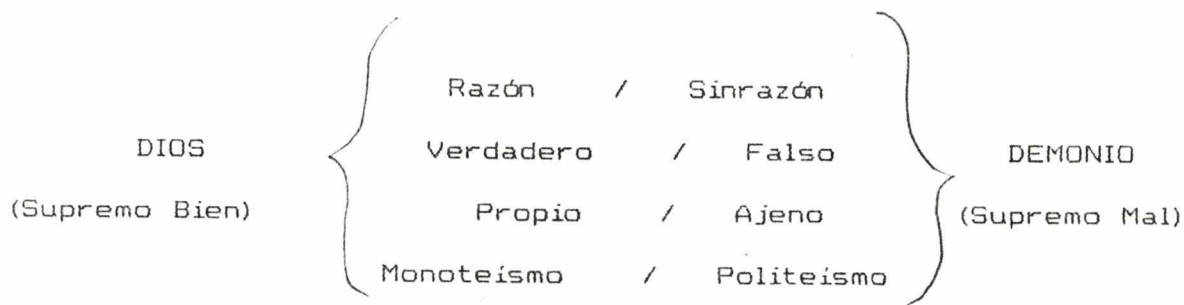 Razón / Sinrazón
DIOS Verdadero / Falso DEMONIO
(Supremo Bien) Propio / Ajeno (Supremo Mal)
Monoteísmo / Politeísmo